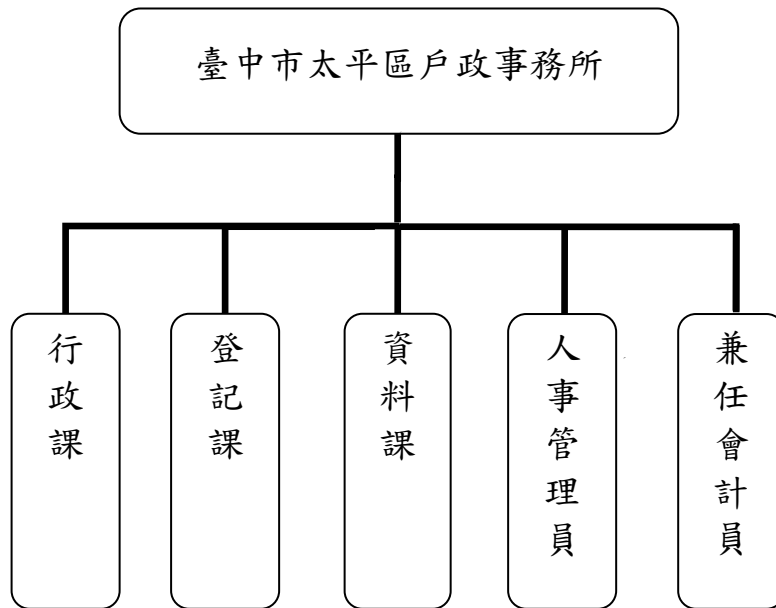 臺中市太平區戶政事務所
行政課
登記課
資料課
人事管理員
兼任會計員